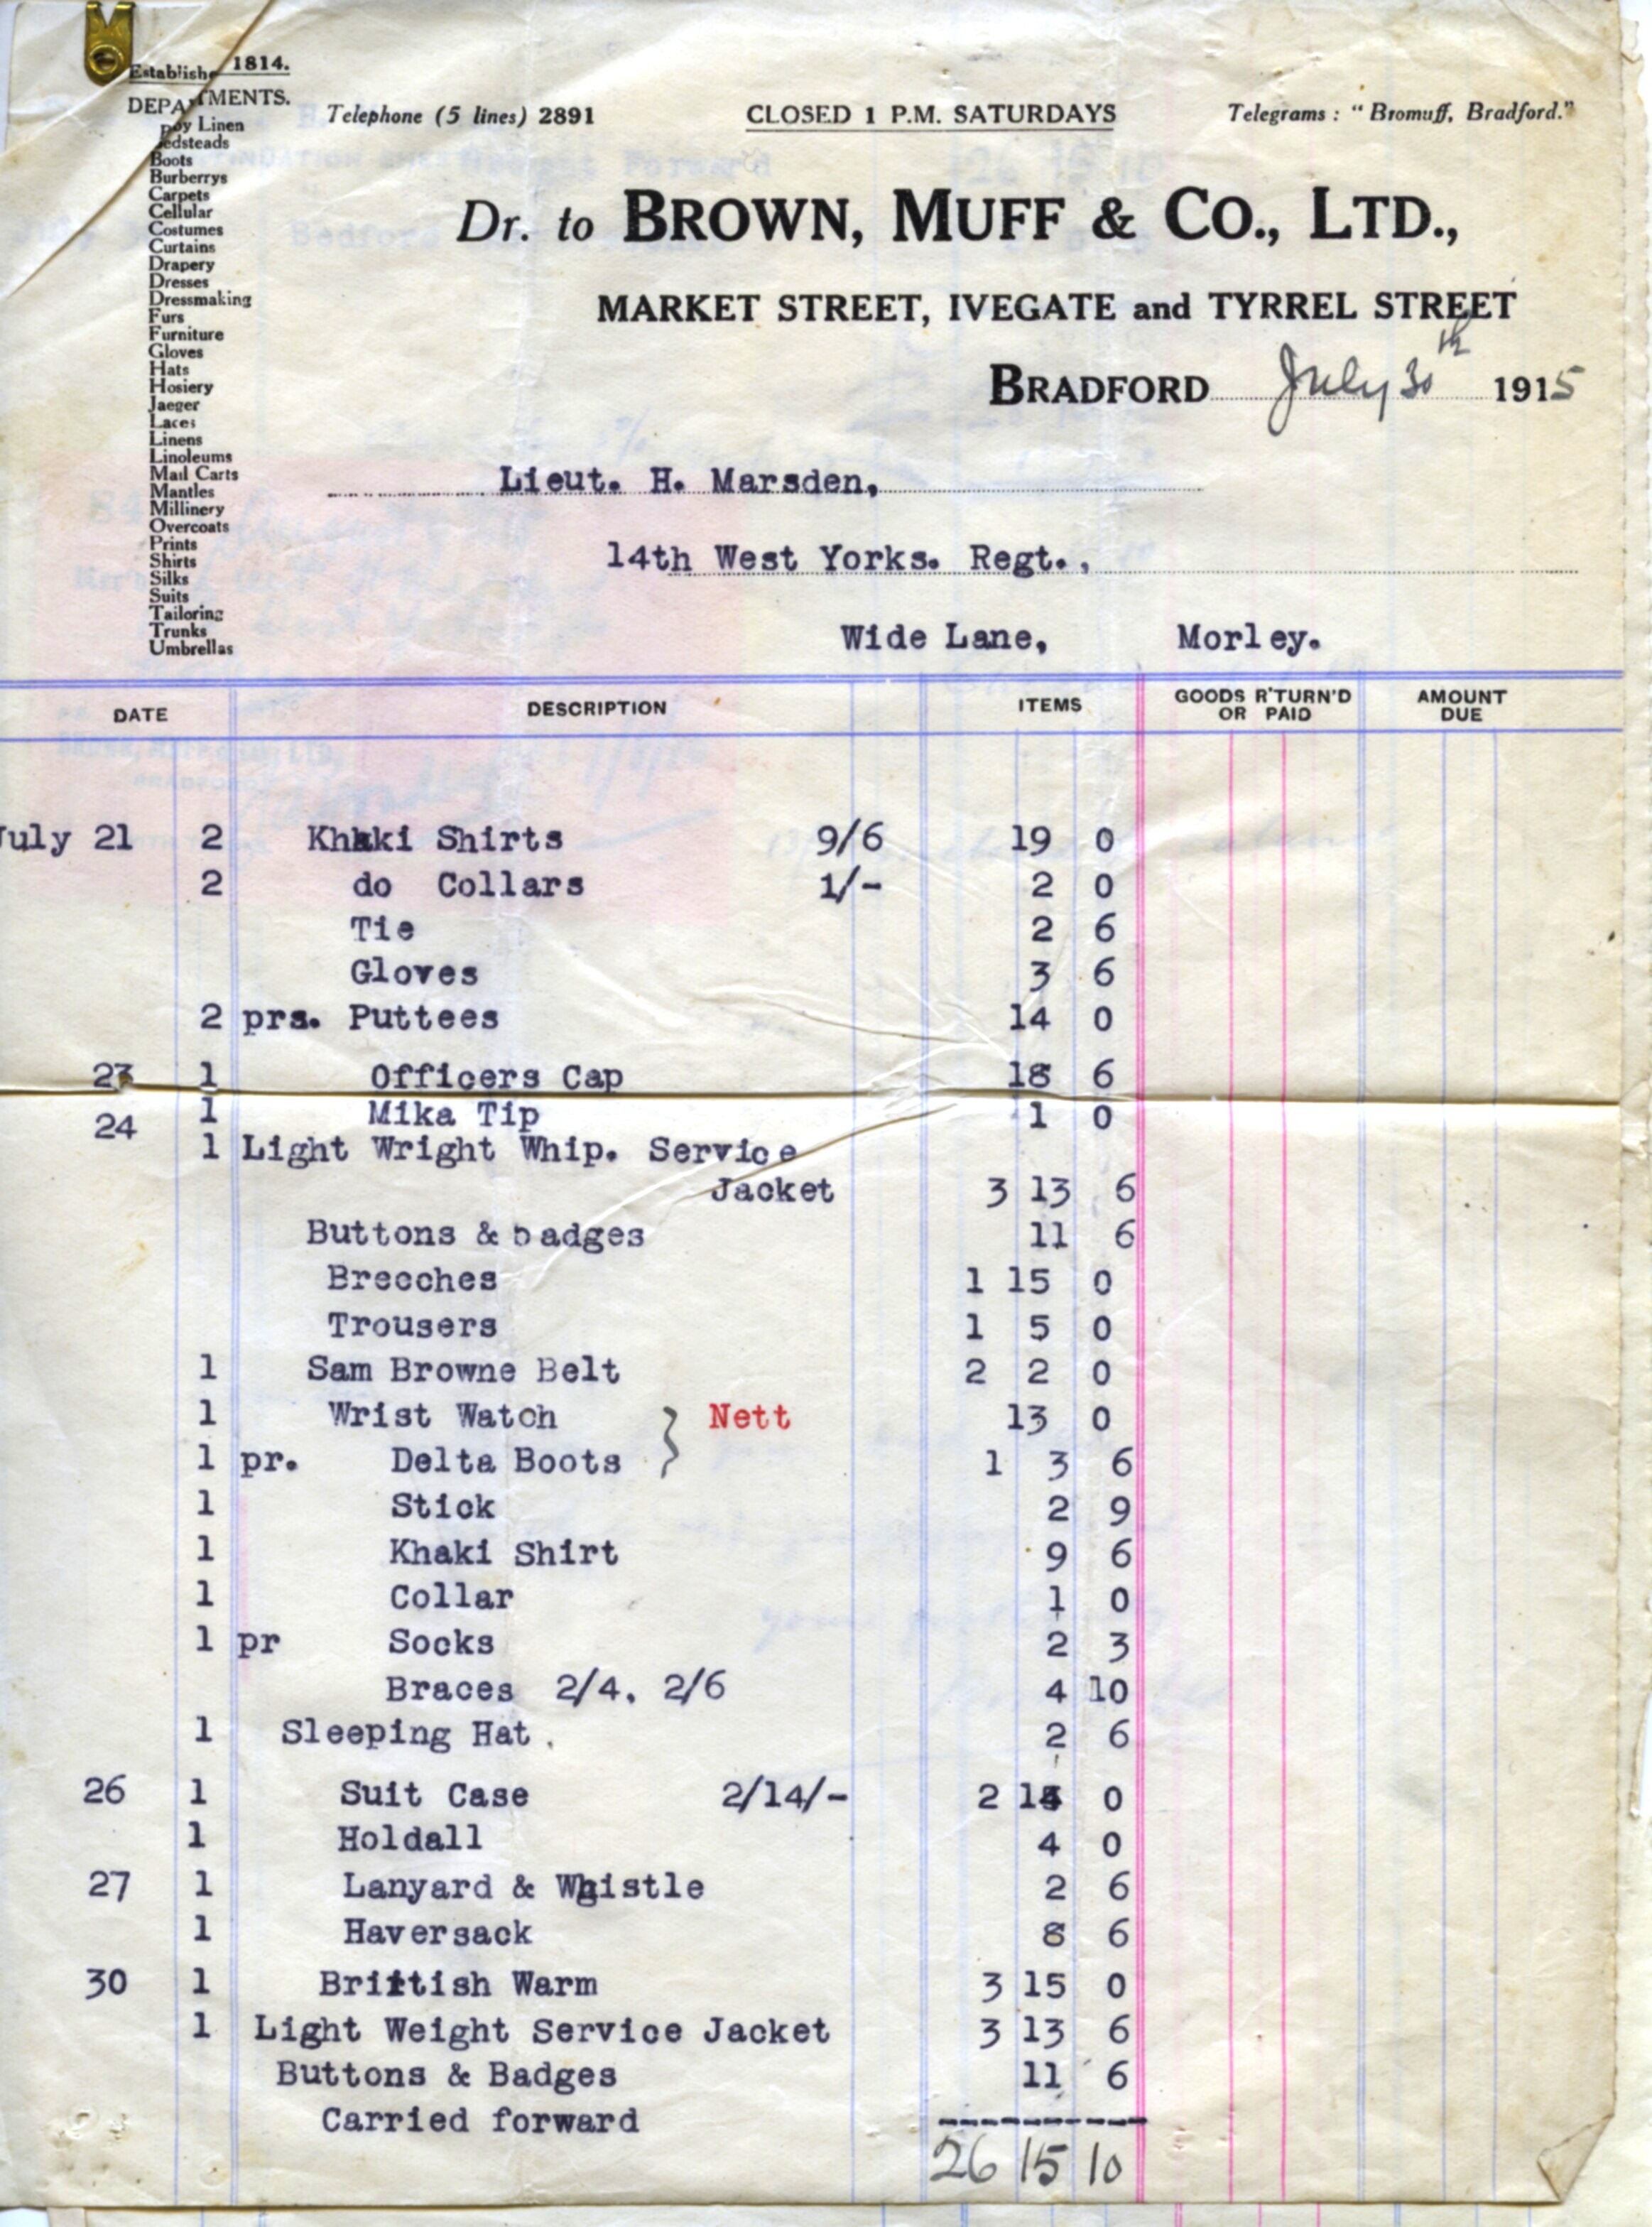 Establishe 1814.
DEPARTMENTS.
Telephone (5 lines) 2891
CLOSED 1 P.M. SATURDAYS
Telegrams : "Bromuff, Bradford."
Linen
Boots
Burberrys
Carpets
Cellular
Costumes
Curtains
Drapery
Dresses
Dressmaking
Furs
Furniture
Gloves
Hats
Hosiery
Jaeger
Laces
Linens
Linoleums
Mail Carts
Mantles
Millinery
Overcoats
Prints
Shirts
Silks
Suits
Tailoring
Trunks
Umbrellas
Dr. to BROWN, MUFF & CO., LTD.,
MARKET STREET, IVEGATE and TYRREL STREET
BRADFORD July 30th 1915
Lieut. H. Marsden,
14th West Yorks. Regt.,
Wide Lane, Morley.
DATE DESCRIPTION ITEMS GOODS R'TURN'D OR PAID AMOUNT DUE
July 21 2 Khaki Shirts 9/6 19 0
2 do Collars 1/- 2 0
Tie 2 6
Gloves 3 6
2 prs. Puttees 14 0
23 1 Officers Cap 18 6
24 1 Mika Tip 1 0
1 Light Wright Whip. Service
Jacket 3 13 6
Buttons & badges 11 6
Breeches 1 15 0
Trousers 1 5 0
1 Sam Browne Belt 2 2 0
1 Wrist Watch } Nett 13 0
1 pr. Delta Boots 1 3 6
1 Stick 2 9
1 Khaki Shirt 9 6
1 Collar 1 0
1 pr Socks 2 3
Braces 2/4, 2/6 4 10
1 Sleeping Hat. 2 6
26 1 Suit Case 2/14/- 2 14 0
1 Holdall 4 0
27 1 Lanyard & Whistle 2 6
1 Haversack 8 6
30 1 British Warm 3 15 0
1 Light Weight Service Jacket 3 13 6
Buttons & Badges 11 6
Carried forward
26 15 10